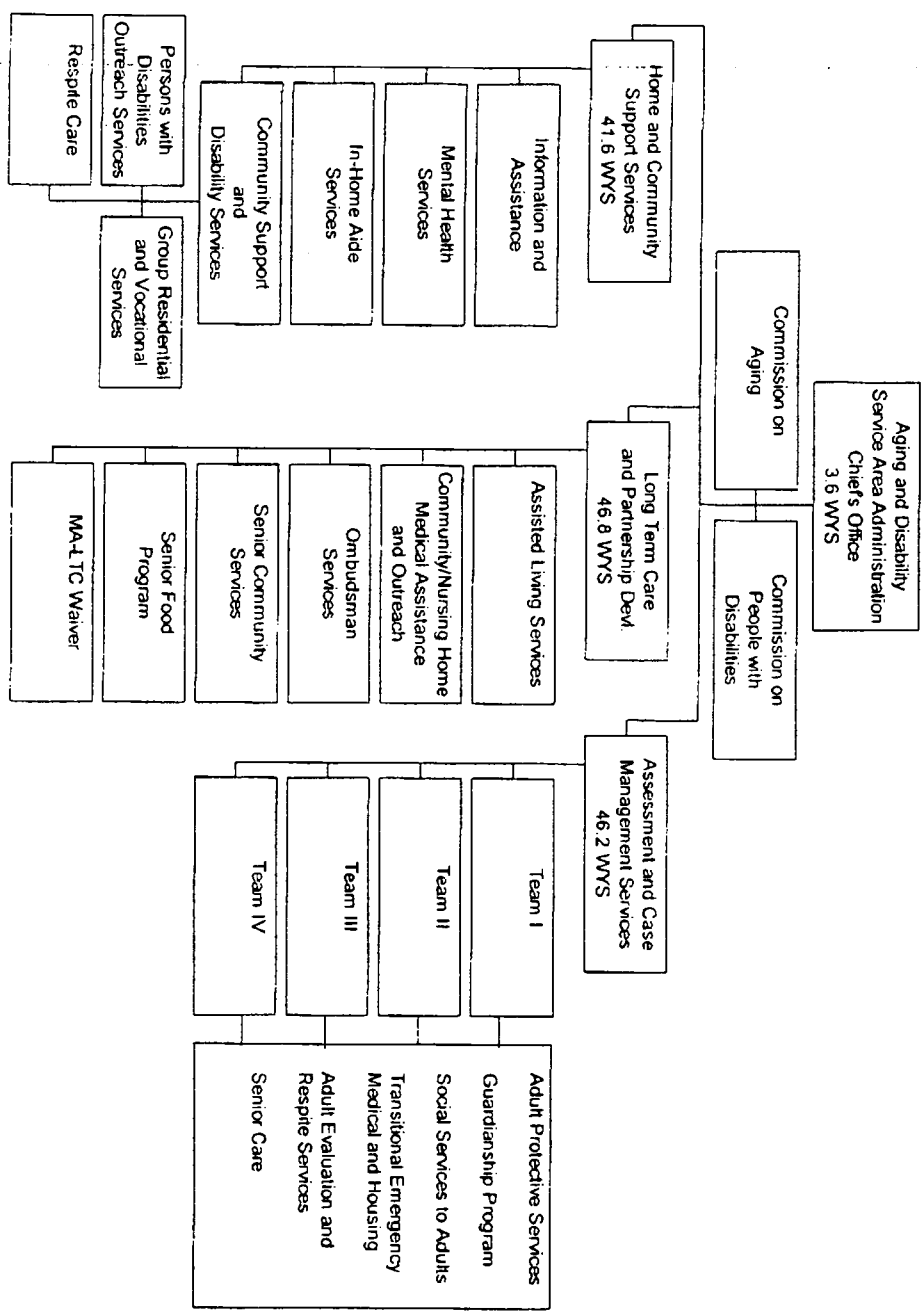 Aging and Disability
Service Area Administration
Chief's Office
3.6 WYS
Commission on
Aging
Commission on
People with
Disabilities
Home and Community
Support Services
41.6 WYS
Information and
Assistance
Mental Health
Services
In-Home Aide
Services
Community Support
and
Disability Services
Persons with
Disabilities
Outreach Services
Respite Care
Group Residential
and Vocational
Services
Long Term Care
and Partnership Devl.
46.8 WYS
Assisted Living Services
Community/Nursing Home
Medical Assistance
and Outreach
Ombudsman
Services
Senior Community
Services
Senior Food
Program
MA-LTC Waiver
Assessment and Case
Management Services
46.2 WYS
Team I
Team II
Team III
Team IV
Adult Protective Services
Guardianship Program
Social Services to Adults
Transitional Emergency
Medical and Housing
Adult Evaluation and
Respite Services
Senior Care